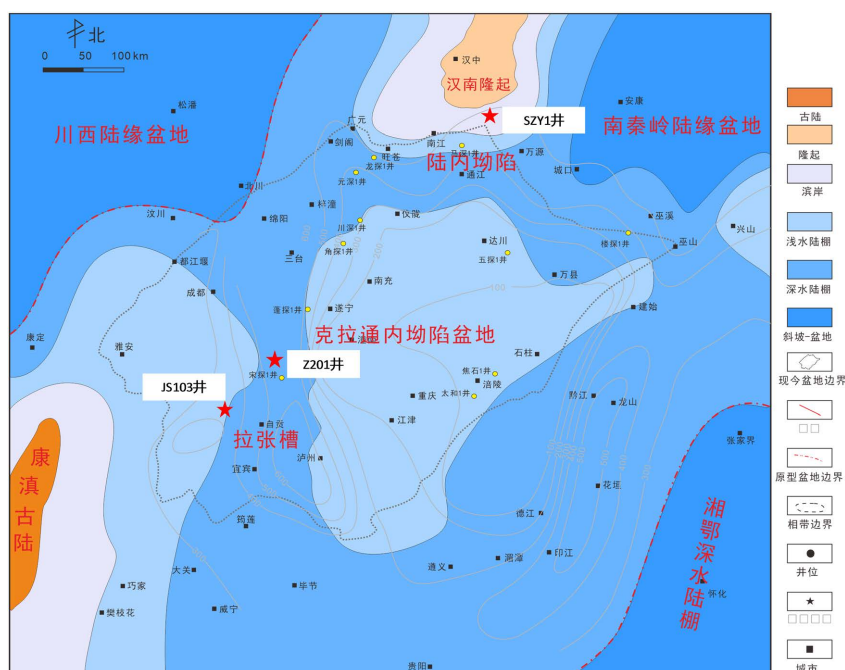 北
0 50 100 km
汉中
汉南隆起
SZY1井
安康
南秦岭陆缘盆地
松潘
川西陆缘盆地
广元
剑阁
旺苍
南江
马深1井
陆内坳陷
万源
龙探1井
元深1井
通江
城口
北川
梓潼
仪陇
汶川
绵阳
川深1井
巫溪
兴山
角探1井
达川
楼探1井
巫山
都江堰
三台
五探1井
成都
南充
万县
蓬探1井
遂宁
建始
康定
克拉通内坳陷盆地
雅安
石柱
Z201井
宋探1井
焦石1井
JS103井
涪陵
重庆
太和1井
黔江
龙山
自贡
江津
拉张槽
张家界
泸州
宜宾
康滇古陆
花垣
筠莲
德江
湘鄂深水陆棚
大关
遵义
湄潭
印江
巧家
毕节
怀化
樊枝花
威宁
贵阳
古陆
隆起
滨岸
浅水陆棚
深水陆棚
斜坡-盆地
现今盆地边界
□□
原型盆地边界
相带边界
井位
□□□□
城市